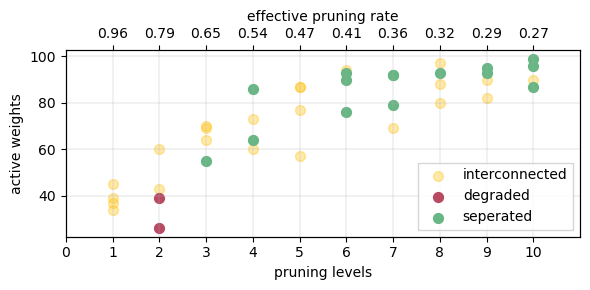 effective pruning rate
0.96 0.79 0.65 0.54 0.47 0.41 0.36 0.32 0.29 0.27
100
80
60
40
active weights
interconnected
degraded
seperated
0 1 2 3 4 5 6 7 8 9 10
pruning levels